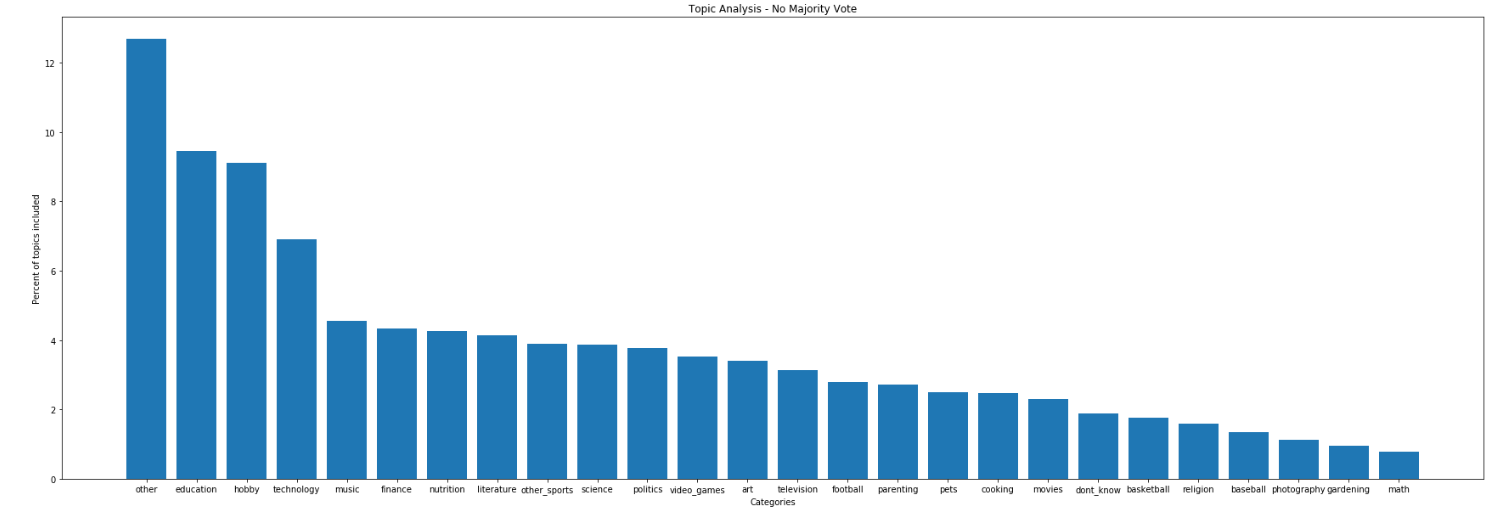 Topic Analysis - No Majority Vote
12
10
8
6
4
2
0
Percent of topics included
other education hobby technology music finance nutrition literature other_sports science politics video_games art television football parenting pets cooking movies dont_know basketball religion baseball photography gardening math
Categories